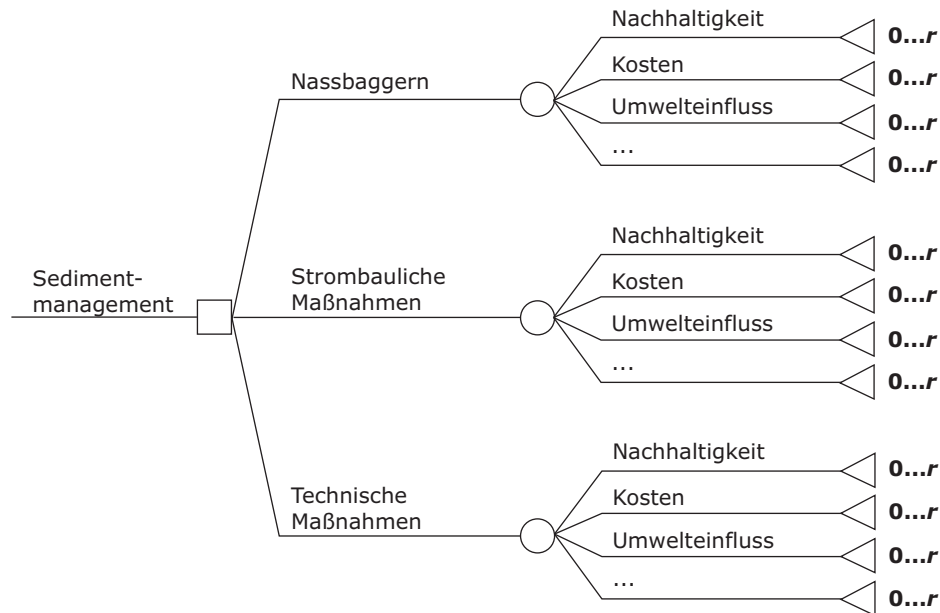 Nachhaltigkeit
0...r
Kosten
0...r
Nassbaggern
Umwelteinfluss
0...r
...
0...r
Sediment-
management
Strombauliche
Maßnahmen
Nachhaltigkeit
0...r
Kosten
0...r
Umwelteinfluss
0...r
...
0...r
Technische
Maßnahmen
Nachhaltigkeit
0...r
Kosten
0...r
Umwelteinfluss
0...r
...
0...r